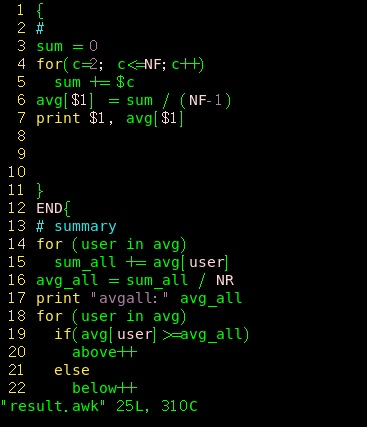 1 {
2 #
3 sum = 0
4 for(c=2; c<=NF;c++)
5   sum += $c
6 avg[$1] = sum / (NF-1)
7 print $1, avg[$1]
8
9
10
11 }
12 END{
13 # summary
14 for (user in avg)
15   sum_all += avg[user]
16 avg_all = sum_all / NR
17 print "avgall:" avg_all
18 for (user in avg)
19   if(avg[user]>=avg_all)
20     above++
21   else
22     below++
"result.awk" 25L, 310C